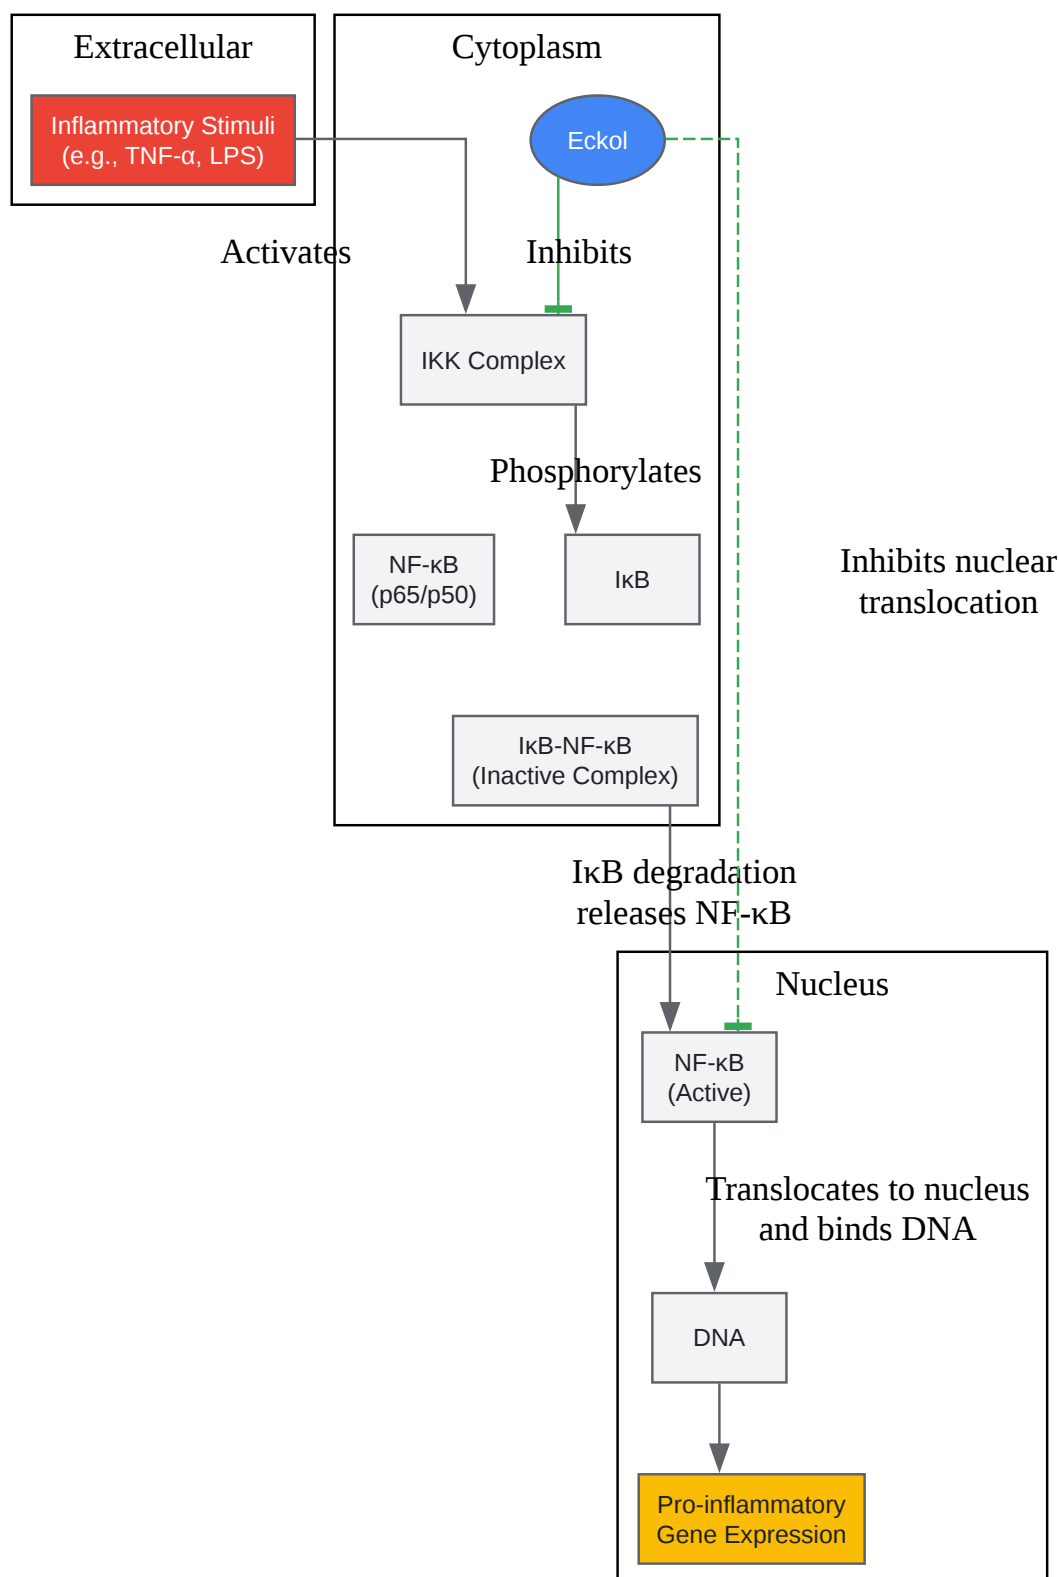 Extracellular
Cytoplasm
Inflammatory Stimuli
(e.g., TNF-α, LPS)
Eckol
Activates
Inhibits
IKK Complex
Phosphorylates
NF-κB
(p65/p50)
IκB
Inhibits nuclear
translocation
IκB-NF-κB
(Inactive Complex)
IκB degradation
releases NF-κB
Nucleus
NF-κB
(Active)
Translocates to nucleus
and binds DNA
DNA
Pro-inflammatory
Gene Expression